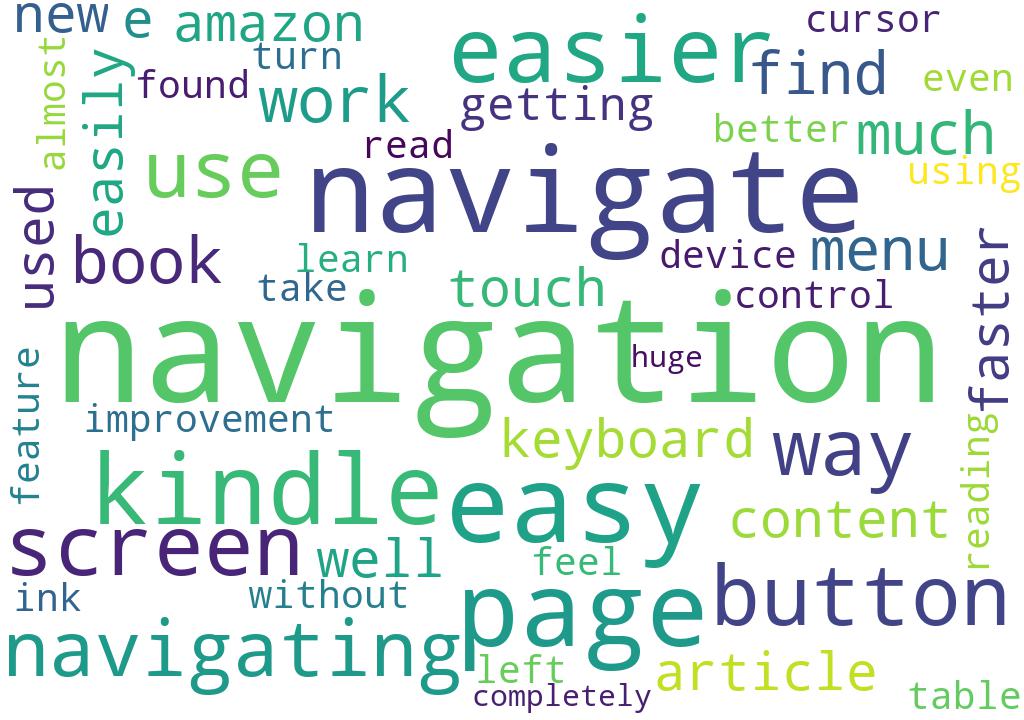 new
e
amazon
easier
cursor
almost
easily
found
turn
work
getting
find
even
read
better
much
use
navigate
using
used
book
learn
take
touch
device
menu
control
faster
navigation
huge
feature
improvement
kindle
easy
keyboard
way
reading
screen
well
content
feel
ink
without
page
button
navigating
left
completely
article
table